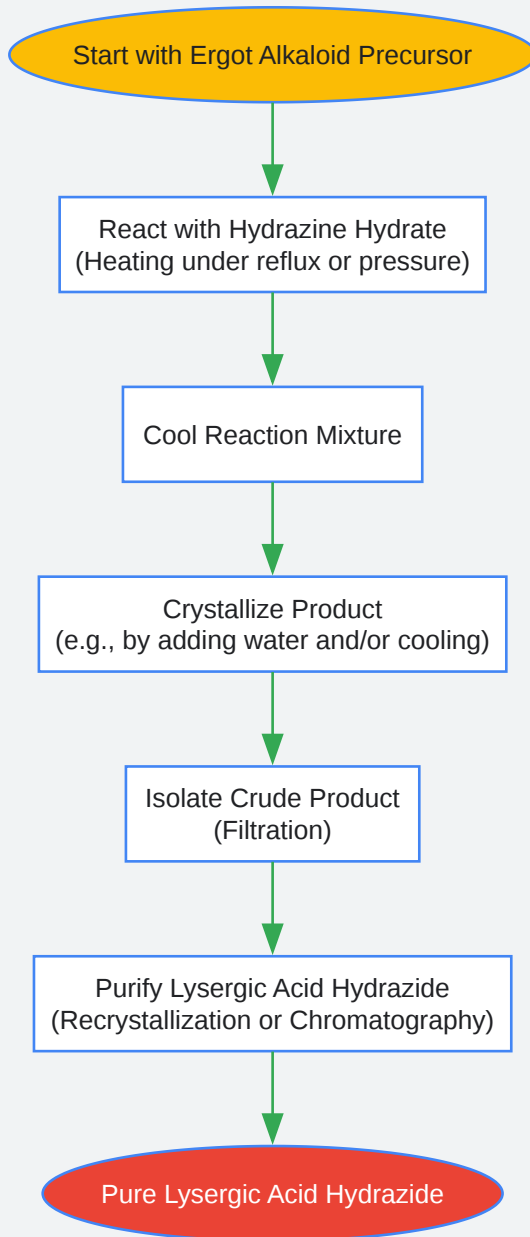 Start with Ergot Alkaloid Precursor
React with Hydrazine Hydrate
(Heating under reflux or pressure)
Cool Reaction Mixture
Crystallize Product
(e.g., by adding water and/or cooling)
Isolate Crude Product
(Filtration)
Purify Lysergic Acid Hydrazide
(Recrystallization or Chromatography)
Pure Lysergic Acid Hydrazide